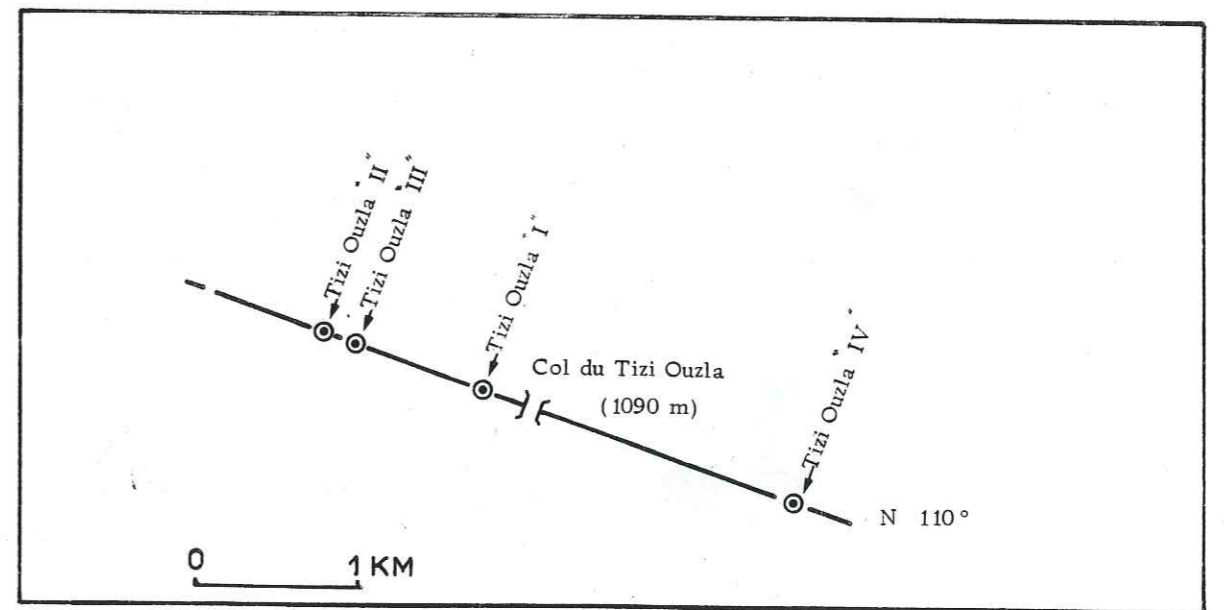 Tizi Ouzla "II"
Tizi Ouzla "III"
Tizi Ouzla "I"
Col du Tizi Ouzla
(1090 m)
Tizi Ouzla "IV"
N 110°
0 1 KM